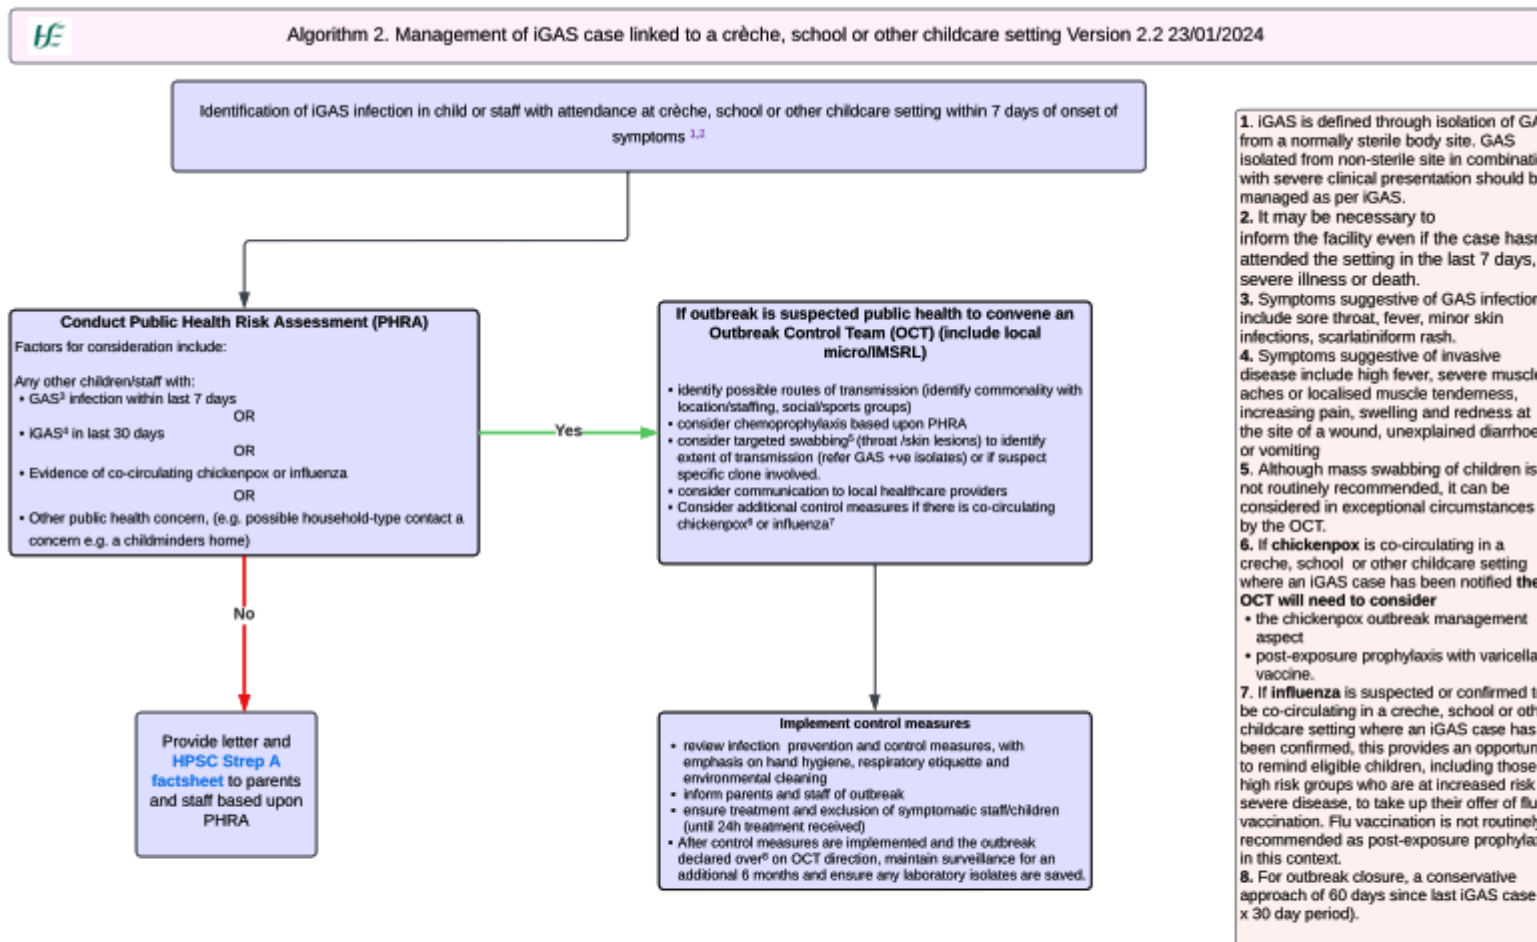 Algorithm 2. Management of iGAS case linked to a crèche, school or other childcare setting Version 2.2 23/01/2024
Identification of iGAS infection in child or staff with attendance at crèche, school or other childcare setting within 7 days of onset of
symptoms 1,2
Conduct Public Health Risk Assessment (PHRA)
Factors for consideration include:
Any other children/staff with:
• GAS3 infection within last 7 days
OR
• iGAS4 in last 30 days
OR
• Evidence of co-circulating chickenpox or influenza
OR
• Other public health concern, (e.g. possible household-type contact a
concern e.g. a childminders home)
Yes
If outbreak is suspected public health to convene an
Outbreak Control Team (OCT) (include local
micro/IMSRL)
• identify possible routes of transmission (identify commonality with
location/staffing, social/sports groups)
• consider chemoprophylaxis based upon PHRA
• consider targeted swabbing5 (throat /skin lesions) to identify
extent of transmission (refer GAS +ve isolates) or if suspect
specific clone involved.
• consider communication to local healthcare providers
• Consider additional control measures if there is co-circulating
chickenpox6 or influenza7
No
Provide letter and
HPSC Strep A
factsheet to parents
and staff based upon
PHRA
Implement control measures
• review infection prevention and control measures, with
emphasis on hand hygiene, respiratory etiquette and
environmental cleaning
• inform parents and staff of outbreak
• ensure treatment and exclusion of symptomatic staff/children
(until 24h treatment received)
• After control measures are implemented and the outbreak
declared over8 on OCT direction, maintain surveillance for an
additional 6 months and ensure any laboratory isolates are saved.
1. iGAS is defined through isolation of GA
from a normally sterile body site. GAS
isolated from non-sterile site in combinati
with severe clinical presentation should b
managed as per iGAS.
2. It may be necessary to
inform the facility even if the case hasn
attended the setting in the last 7 days,
severe illness or death.
3. Symptoms suggestive of GAS infection
include sore throat, fever, minor skin
infections, scarlatiniform rash.
4. Symptoms suggestive of invasive
disease include high fever, severe muscle
aches or localised muscle tenderness,
increasing pain, swelling and redness at
the site of a wound, unexplained diarrhoe
or vomiting
5. Although mass swabbing of children is
not routinely recommended, it can be
considered in exceptional circumstances
by the OCT.
6. If chickenpox is co-circulating in a
creche, school or other childcare setting
where an iGAS case has been notified the
OCT will need to consider
• the chickenpox outbreak management
aspect
• post-exposure prophylaxis with varicella
vaccine.
7. If influenza is suspected or confirmed t
be co-circulating in a creche, school or oth
childcare setting where an iGAS case has
been confirmed, this provides an opportun
to remind eligible children, including those
high risk groups who are at increased risk
severe disease, to take up their offer of flu
vaccination. Flu vaccination is not routinely
recommended as post-exposure prophyla
in this context.
8. For outbreak closure, a conservative
approach of 60 days since last iGAS case
x 30 day period).